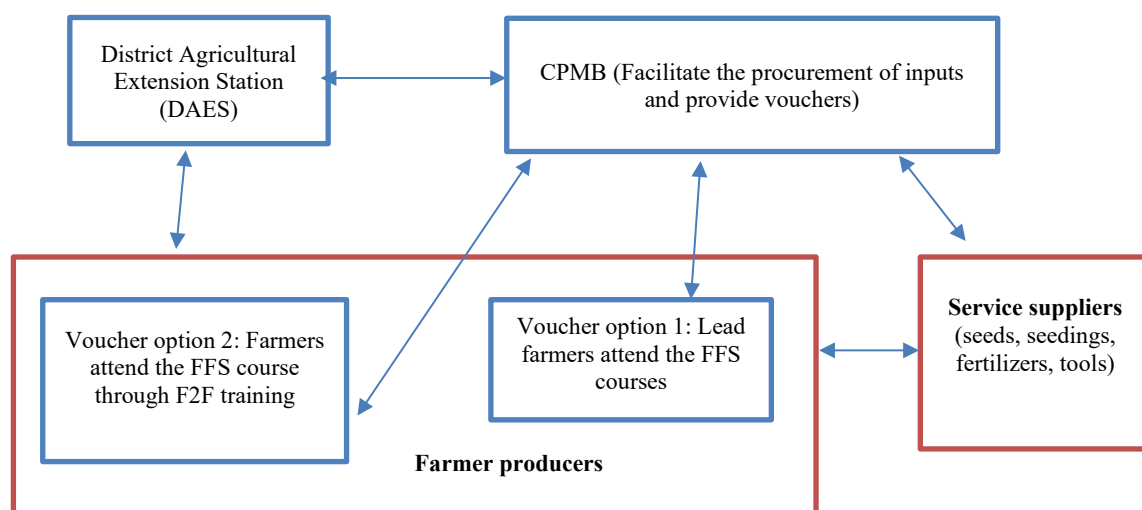 District Agricultural
Extension Station
(DAES)
CPMB (Facilitate the procurement of inputs
and provide vouchers)
Voucher option 2: Farmers
attend the FFS course
through F2F training
Voucher option 1: Lead
farmers attend the FFS
courses
Farmer producers
Service suppliers
(seeds, seedings,
fertilizers, tools)